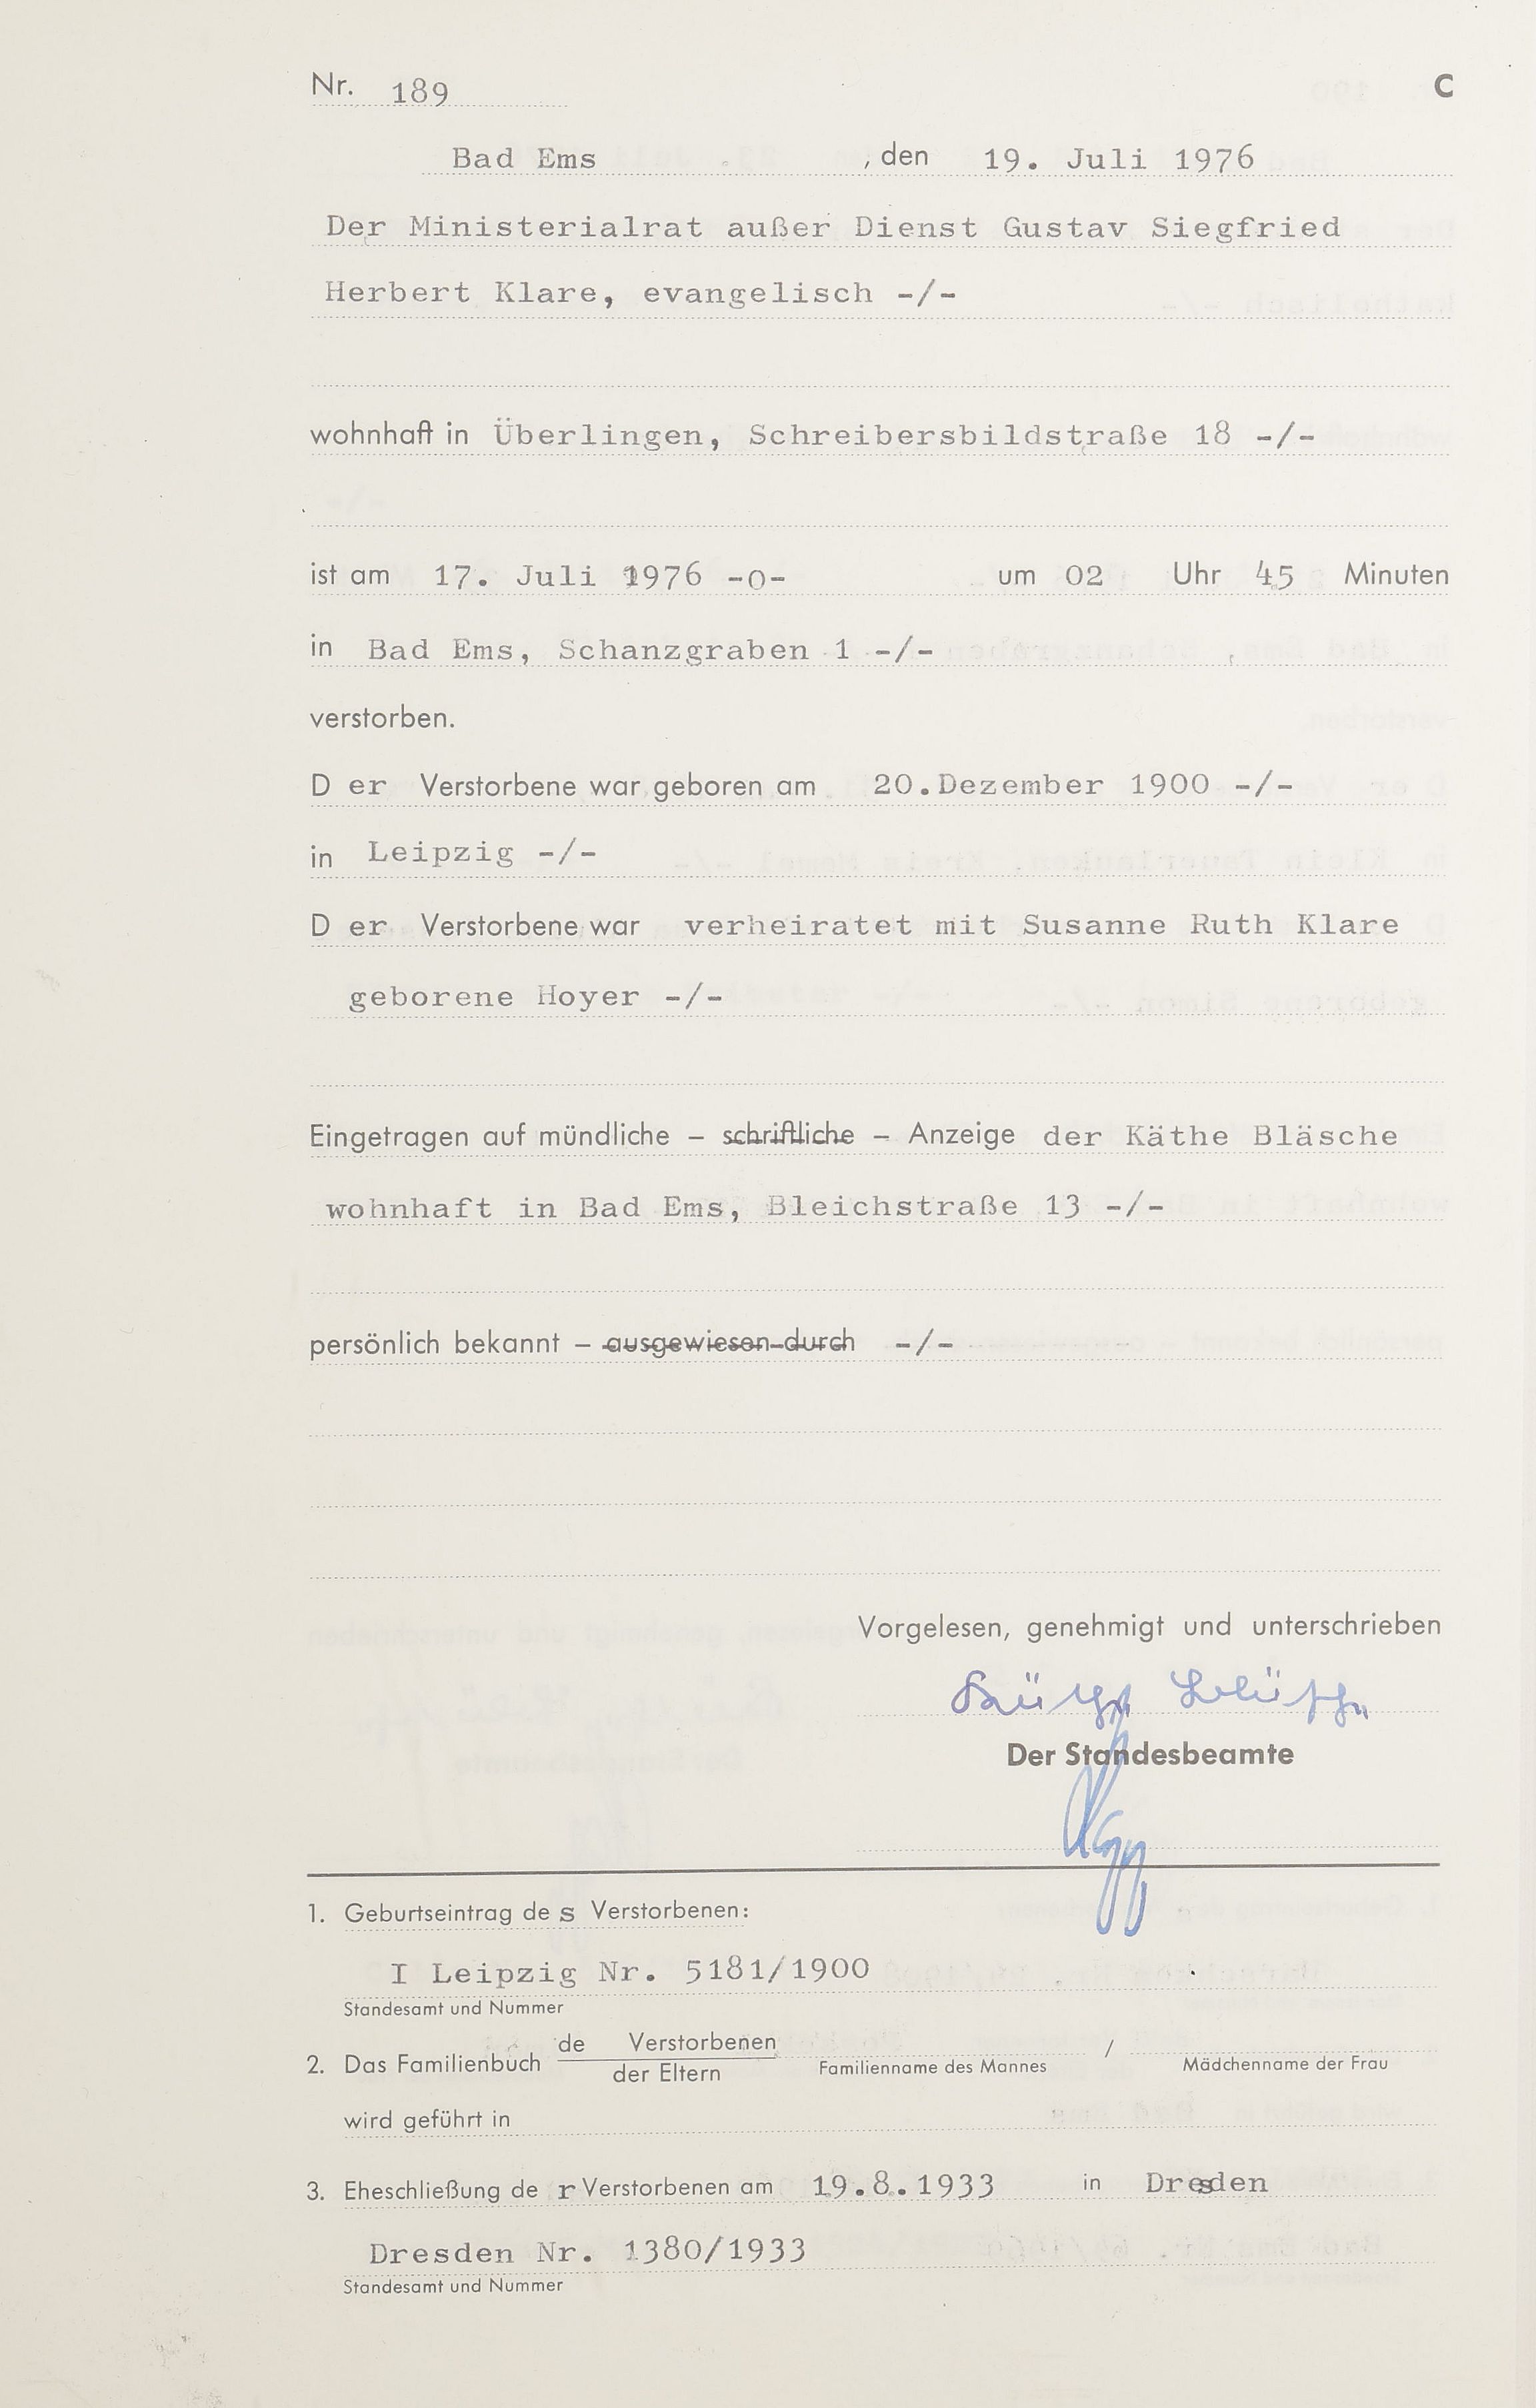 Nr. 189 C
Bad Ems , den 19. Juli 1976
Der Ministerialrat außer Dienst Gustav Siegfried
Herbert Klare, evangelisch -/-
wohnhaft in Überlingen, Schreibersbildstraße 18 -/-
ist am 17. Juli 1976 -o- um 02 Uhr 45 Minuten
in Bad Ems, Schanzgraben 1 -/-
verstorben.
D er Verstorbene war geboren am 20.Dezember 1900 -/-
in Leipzig -/-
D er Verstorbene war verheiratet mit Susanne Ruth Klare
geborene Hoyer -/-
Eingetragen auf mündliche – schriftliche – Anzeige der Käthe Bläsche
wohnhaft in Bad Ems, Bleichstraße 13 -/-
persönlich bekannt – ausgewiesen durch -/-
Vorgelesen, genehmigt und unterschrieben
Käthe Bläsche
Der Standesbeamte
1. Geburtseintrag de s Verstorbenen:
I Leipzig Nr. 5181/1900
Standesamt und Nummer
2. Das Familienbuch de Verstorbenen / 
der Eltern Familienname des Mannes Mädchenname der Frau
wird geführt in
3. Eheschließung de r Verstorbenen am 19.8.1933 in Dresden
Dresden Nr. 1380/1933
Standesamt und Nummer